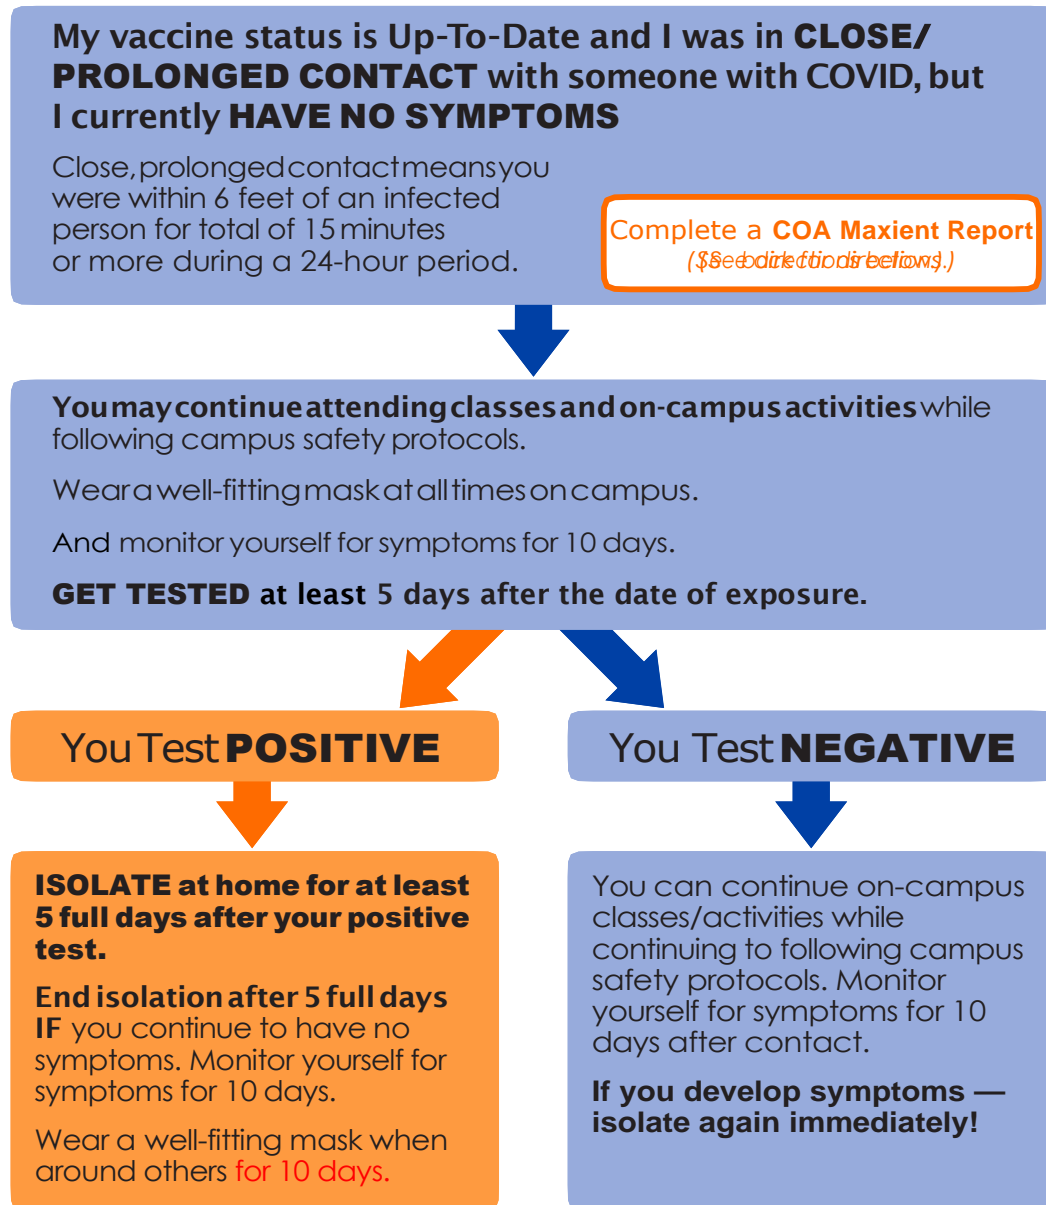 My vaccine status is Up-To-Date and I was in CLOSE/
PROLONGED CONTACT with someone with COVID, but
I currently HAVE NO SYMPTOMS
Close, prolonged contact means you
were within 6 feet of an infected
person for total of 15 minutes
or more during a 24-hour period.
Complete a COA Maxient Report
You may continue attending classes and on-campus activities while
following campus safety protocols.
Wear a well-fitting mask at all times on campus.
And monitor yourself for symptoms for 10 days.
GET TESTED at least 5 days after the date of exposure.
You Test POSITIVE
You Test NEGATIVE
ISOLATE at home for at least
5 full days after your positive
test.
End isolation after 5 full days
IF you continue to have no
symptoms. Monitor yourself for
symptoms for 10 days.
Wear a well-fitting mask when
around others for 10 days.
You can continue on-campus
classes/activities while
continuing to following campus
safety protocols. Monitor
yourself for symptoms for 10
days after contact.
If you develop symptoms —
isolate again immediately!